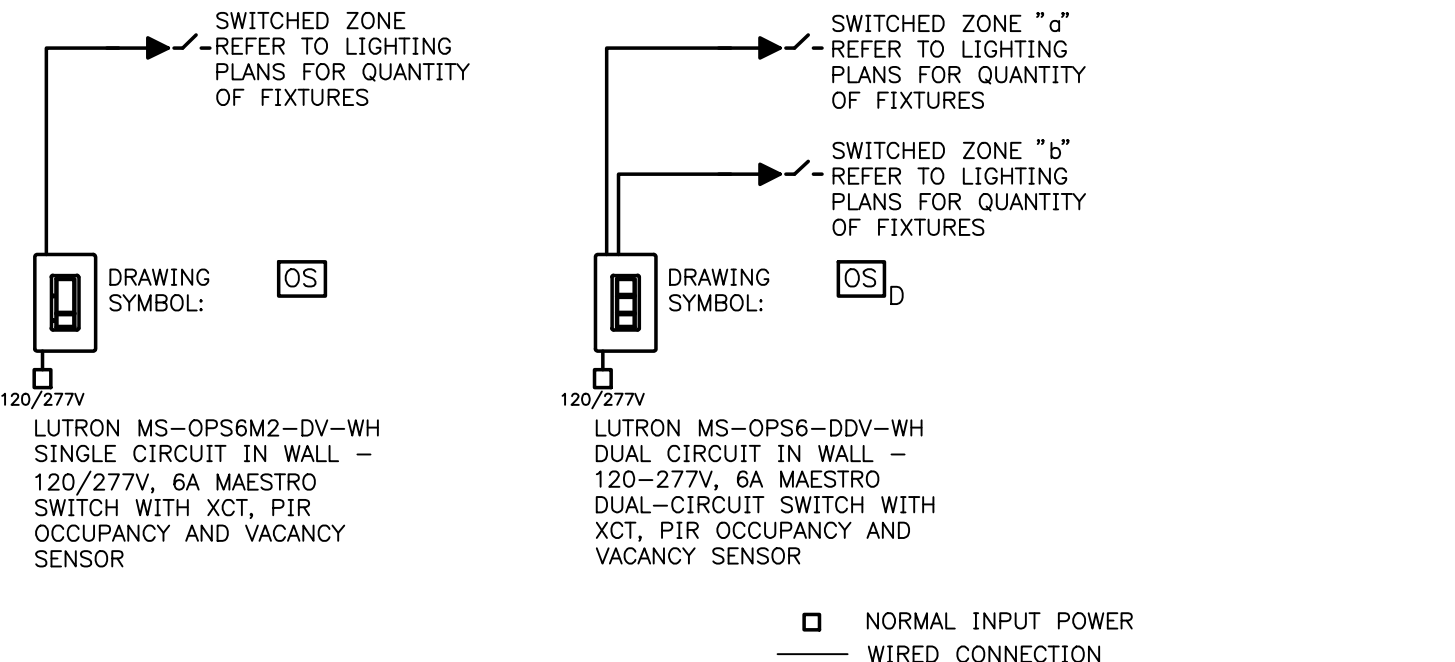 SWITCHED ZONE
REFER TO LIGHTING
PLANS FOR QUANTITY
OF FIXTURES
DRAWING
SYMBOL:
OS
120/277V
LUTRON MS-OPS6M2-DV-WH
SINGLE CIRCUIT IN WALL -
120/277V, 6A MAESTRO
SWITCH WITH XCT, PIR
OCCUPANCY AND VACANCY
SENSOR
SWITCHED ZONE "a"
REFER TO LIGHTING
PLANS FOR QUANTITY
OF FIXTURES
SWITCHED ZONE "b"
REFER TO LIGHTING
PLANS FOR QUANTITY
OF FIXTURES
DRAWING
SYMBOL:
OS
D
120/277V
LUTRON MS-OPS6-DDV-WH
DUAL CIRCUIT IN WALL -
120-277V, 6A MAESTRO
DUAL-CIRCUIT SWITCH WITH
XCT, PIR OCCUPANCY AND
VACANCY SENSOR
NORMAL INPUT POWER
WIRED CONNECTION